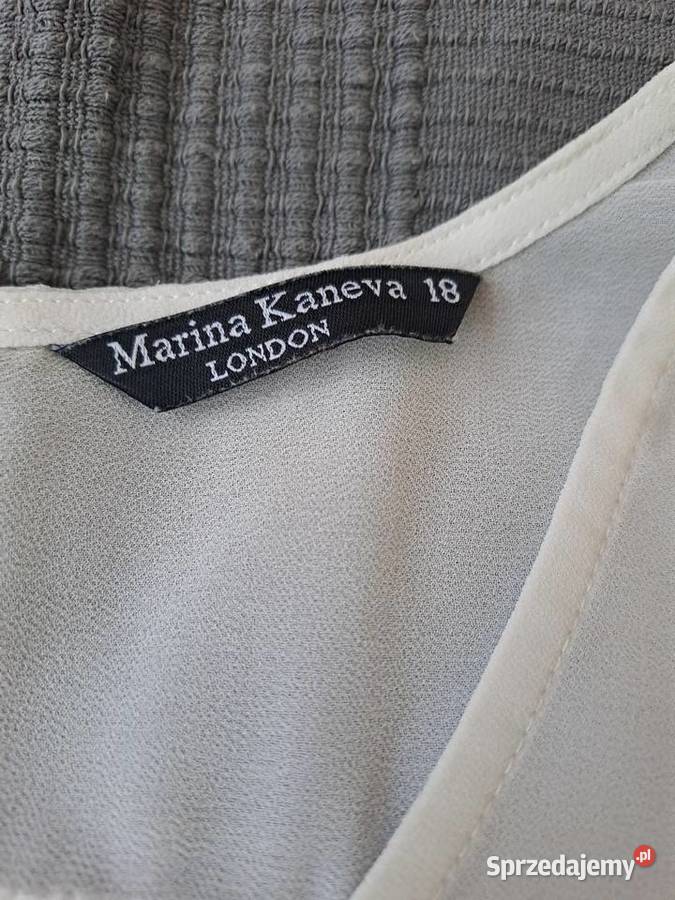 Marina Kaneva 18
LONDON
Sprzedajemy.pl